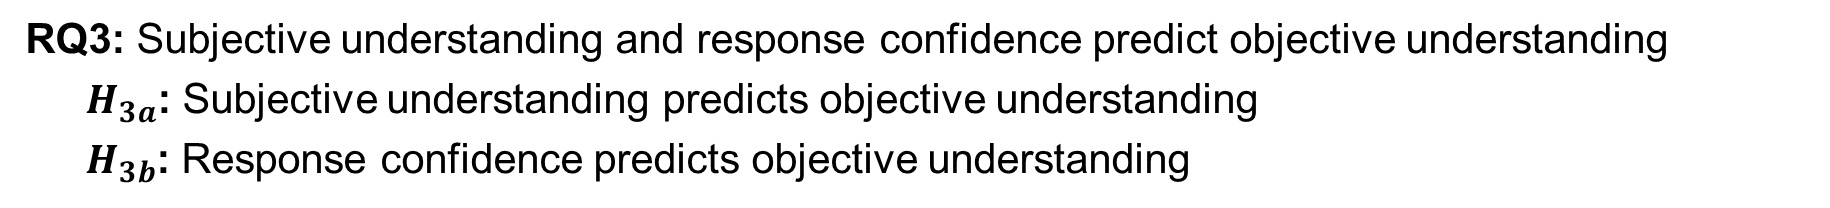 RQ3: Subjective understanding and response confidence predict objective understanding
H3a: Subjective understanding predicts objective understanding
H3b: Response confidence predicts objective understanding